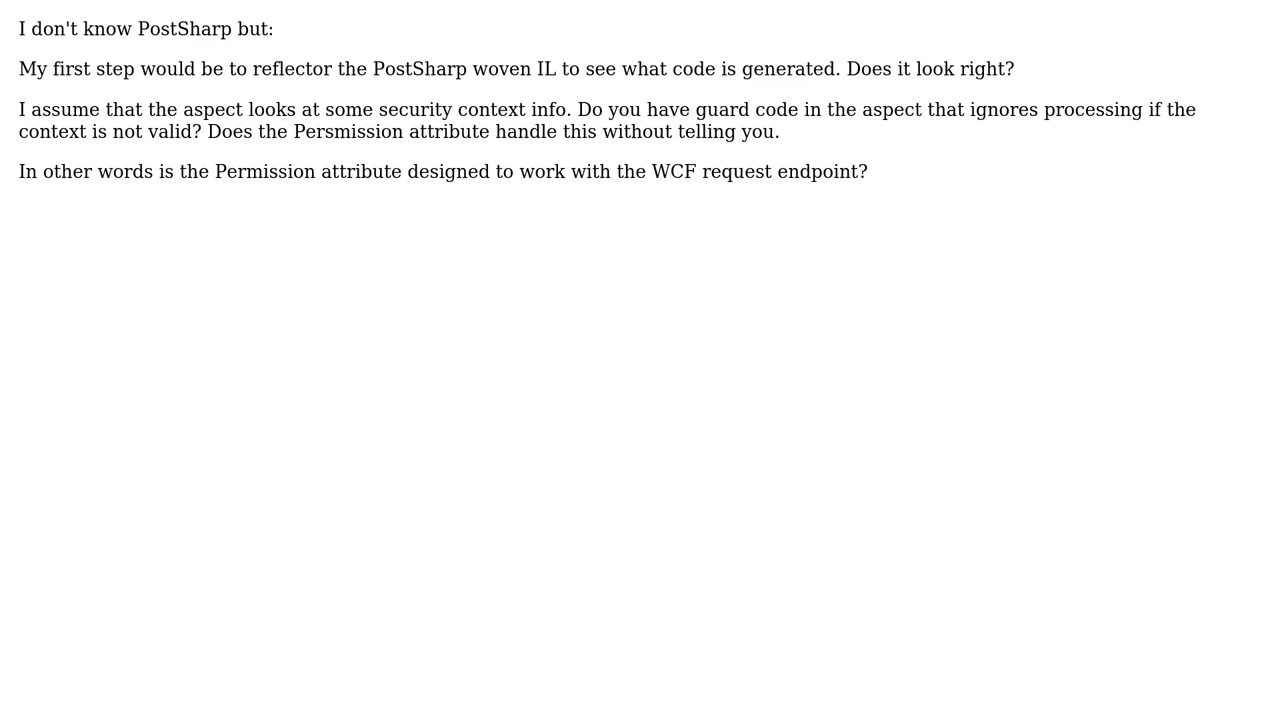 I don't know PostSharp but:
My first step would be to reflector the PostSharp woven IL to see what code is generated. Does it look right?
I assume that the aspect looks at some security context info. Do you have guard code in the aspect that ignores processing if the
context is not valid? Does the Persmission attribute handle this without telling you.
In other words is the Permission attribute designed to work with the WCF request endpoint?